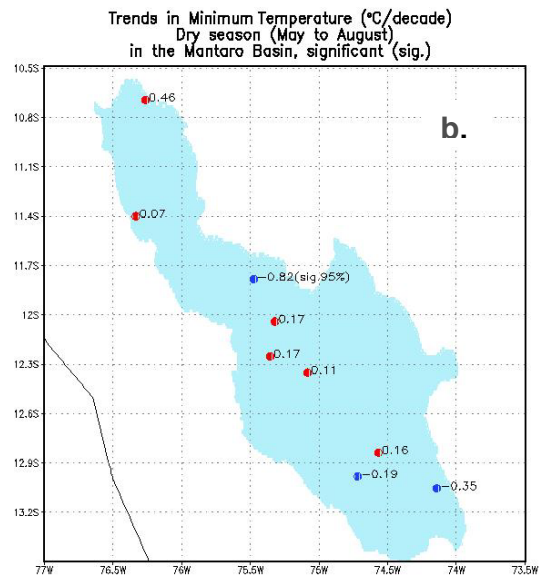 Trends in Minimum Temperature (°C/decade)
Dry season (May to August)
in the Mantaro Basin, significant (sig.)
10.5S
0.46
10.8S
b.
11.1S
11.4S
0.07
11.7S
−0.82(sig 95%)
12S
0.17
12.3S
0.17
0.11
12.6S
0.16
12.9S
−0.19
−0.35
13.2S
77W 76.5W 76W 75.5W 75W 74.5W 74W 73.5W